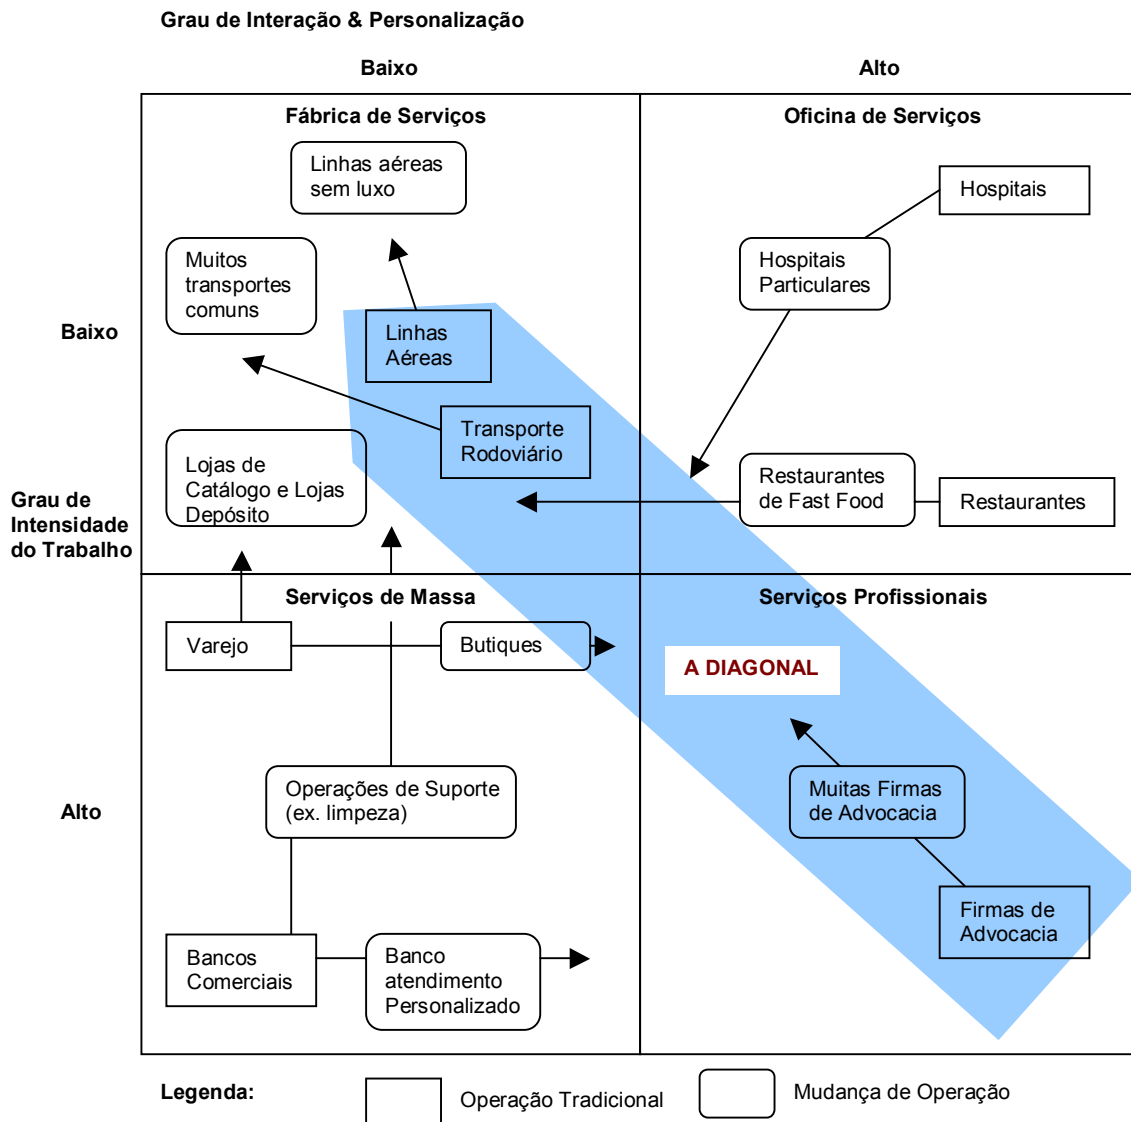 Grau de Interação & Personalização
Baixo
Alto
Fábrica de Serviços
Oficina de Serviços
Linhas aéreas
sem luxo
Hospitais
Muitos
transportes
comuns
Hospitais
Particulares
Baixo
Linhas
Aéreas
Transporte
Rodoviário
Lojas de
Catálogo e Lojas
Depósito
Restaurantes
de Fast Food
Restaurantes
Grau de
Intensidade
do Trabalho
Serviços de Massa
Serviços Profissionais
Varejo
Butiques
A DIAGONAL
Operações de Suporte
(ex. limpeza)
Muitas Firmas
de Advocacia
Alto
Firmas de
Advocacia
Bancos
Comerciais
Banco
atendimento
Personalizado
Legenda:
Operação Tradicional
Mudança de Operação